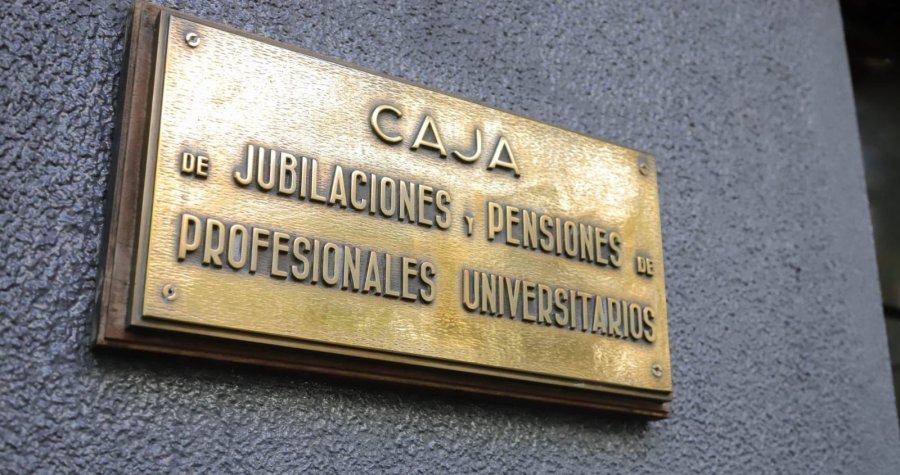 CAJA
DE JUBILACIONES Y PENSIONES DE
PROFESIONALES UNIVERSITARIOS